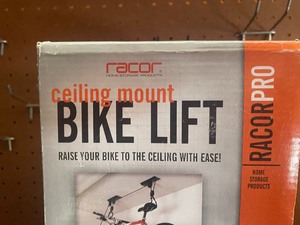 racor
HOME STORAGE PRODUCTS
ceiling mount
BIKE LIFT
RAISE YOUR BIKE TO THE CEILING WITH EASE!
RACORPRO
HOME
STORAGE
PRODUCTS